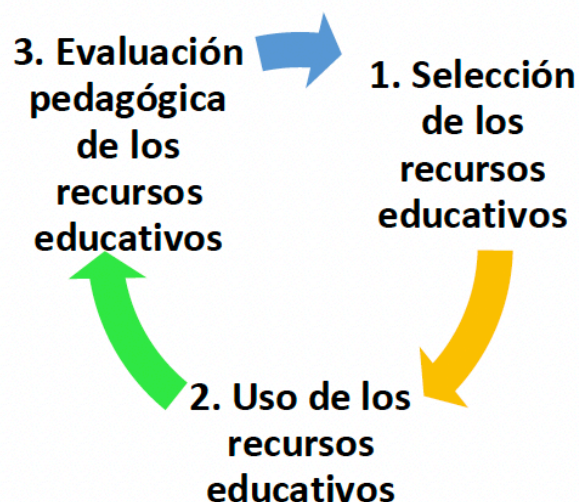 3. Evaluación
pedagógica
de los
recursos
educativos
1. Selección
de los
recursos
educativos
2. Uso de los
recursos
educativos